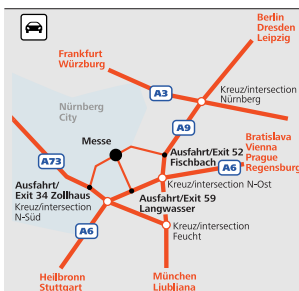 Berlin
Dresden
Leipzig
Frankfurt
Würzburg
A3
Kreuz/intersection
Nürnberg
Nürnberg
City
A9
Messe
Bratislava
Vienna
Prague
Regensburg
Ausfahrt/Exit 52
Fischbach
A73
A6
Ausfahrt/
Exit 34 Zollhaus
Kreuz/intersection N-Ost
Kreuz/intersection
N-Süd
Ausfahrt/Exit 59
Langwasser
A6
Kreuz/intersection
Feucht
Heilbronn
Stuttgart
München
Ljubljana